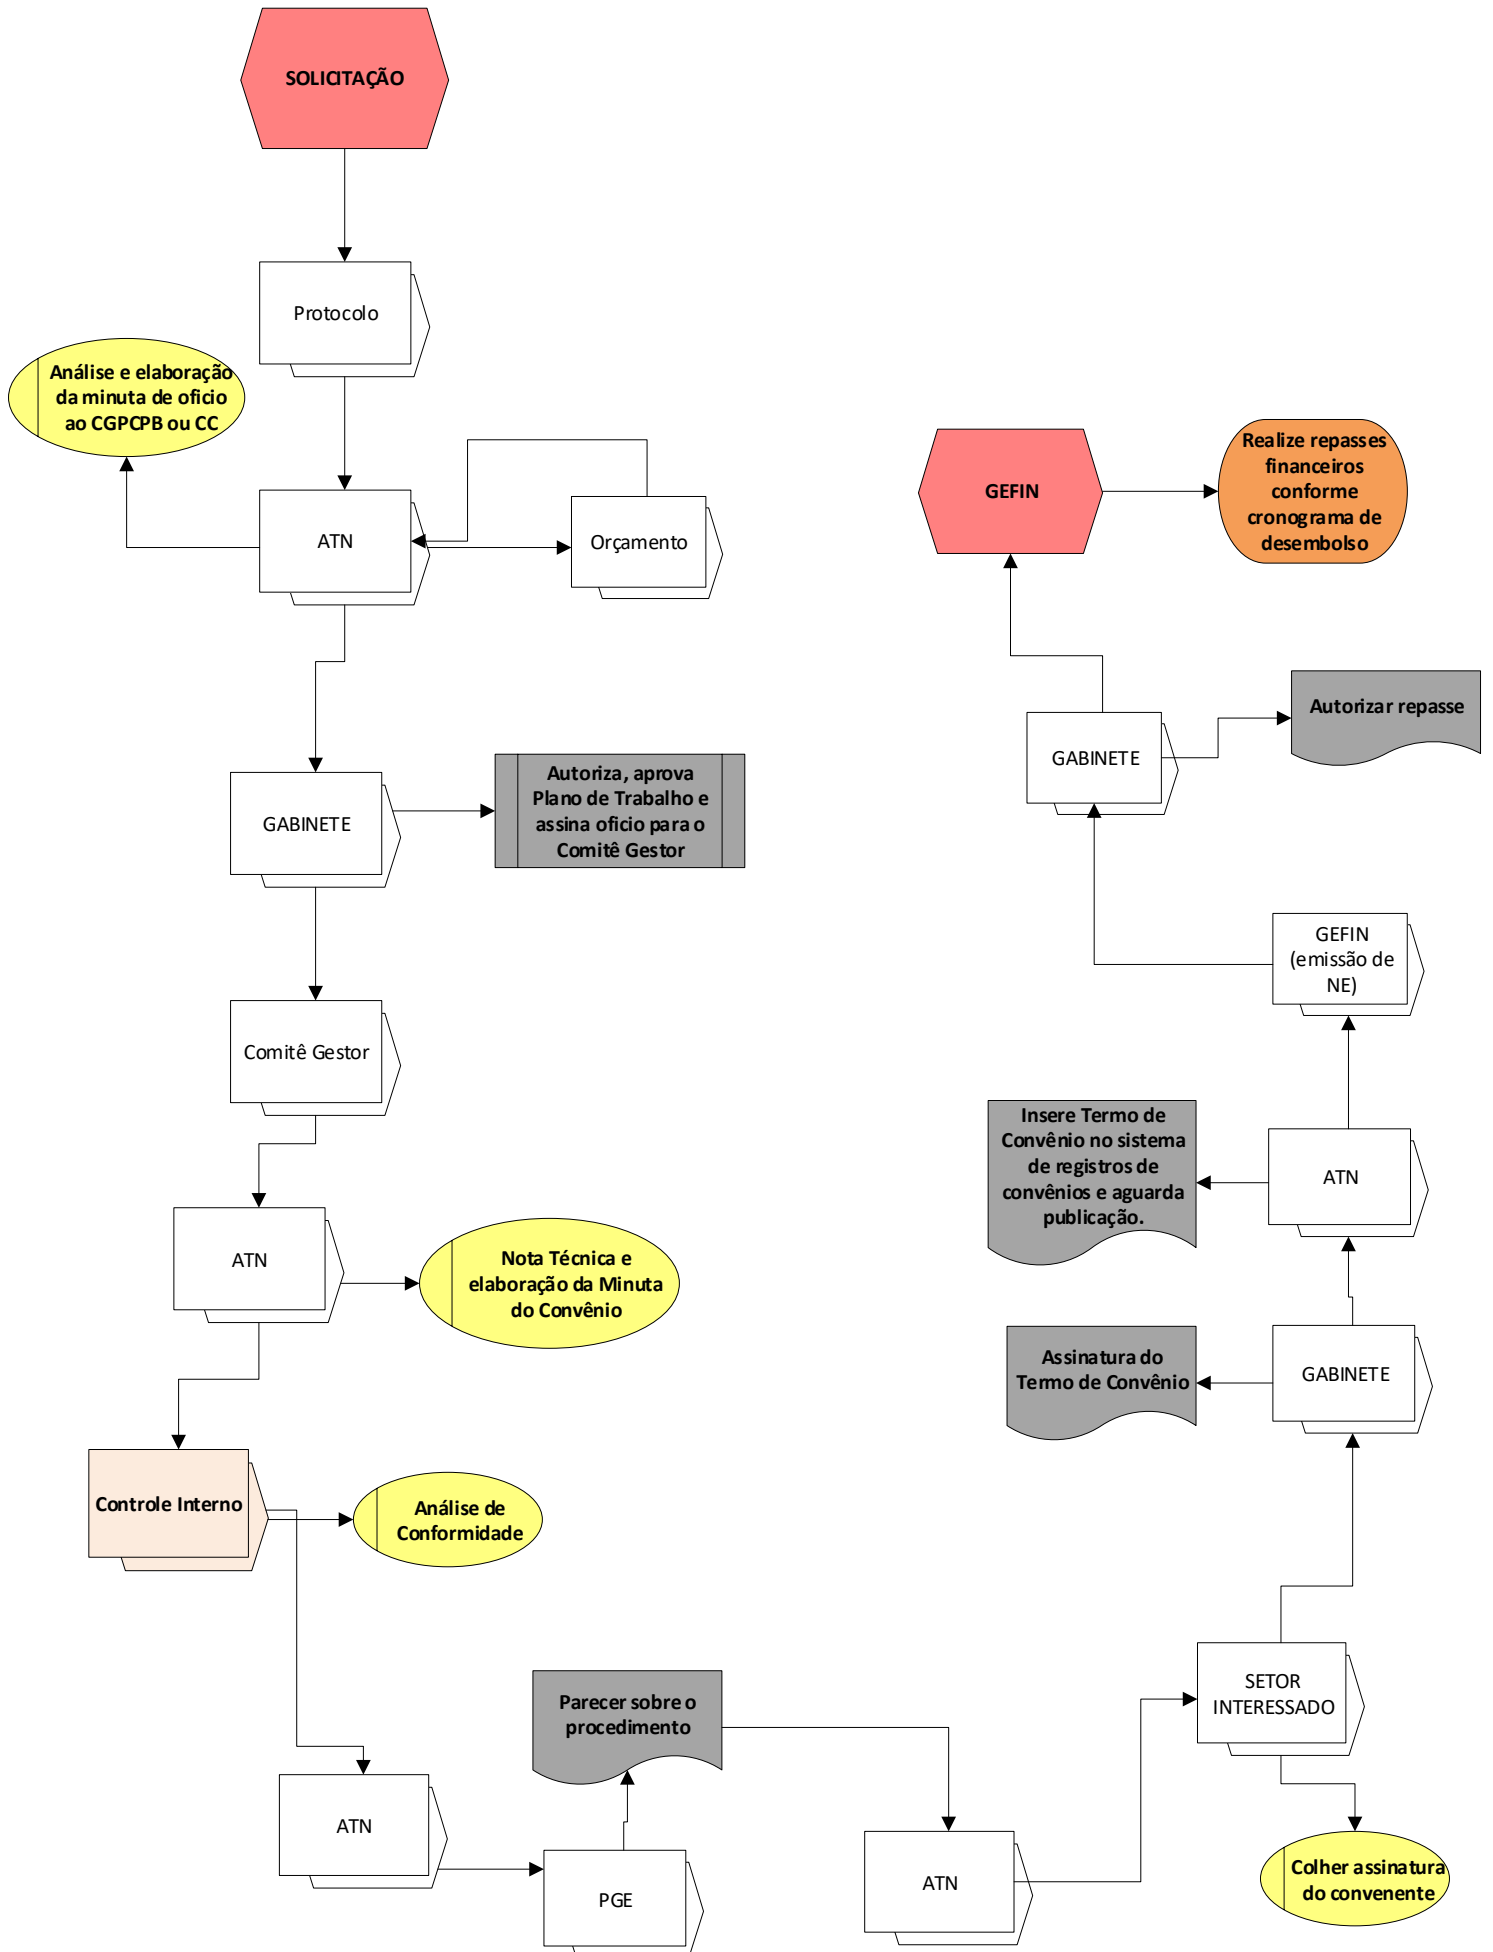 SOLICITAÇÃO
Protocolo
Análise e elaboração
da minuta de oficio
ao CGPCPB ou CC
ATN
Orçamento
GABINETE
Autoriza, aprova
Plano de Trabalho e
assina oficio para o
Comitê Gestor
Comitê Gestor
ATN
Nota Técnica e
elaboração da Minuta
do Convênio
Controle Interno
Análise de
Conformidade
ATN
PGE
Parecer sobre o
procedimento
ATN
SETOR
INTERESSADO
Colher assinatura
do convenente
GABINETE
Assinatura do
Termo de Convênio
ATN
Insere Termo de
Convênio no sistema
de registros de
convênios e aguarda
publicação.
GEFIN
(emissão de
NE)
GABINETE
Autorizar repasse
GEFIN
Realize repasses
financeiros
conforme
cronograma de
desembolso